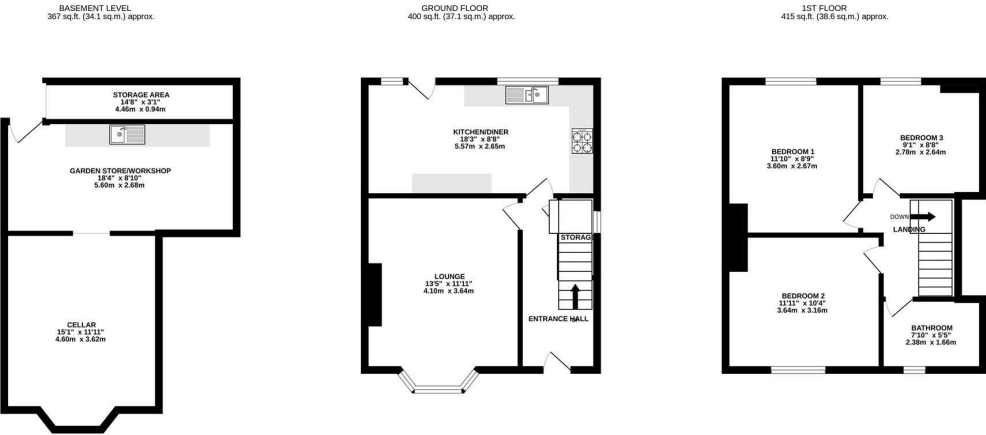 BASEMENT LEVEL
367 sq.ft. (34.1 sq.m.) approx.
STORAGE AREA
14'8" x 3'1"
4.46m x 0.94m
GARDEN STORE/WORKSHOP
18'4" x 8'10"
5.60m x 2.68m
CELLAR
15'1" x 11'11"
4.60m x 3.62m
GROUND FLOOR
400 sq.ft. (37.1 sq.m.) approx.
KITCHEN/DINER
18'3" x 8'8"
5.57m x 2.65m
STORAG
LOUNGE
13'5" x 11'11"
4.10m x 3.64m
ENTRANCE HALL
1ST FLOOR
415 sq.ft. (38.6 sq.m.) approx.
BEDROOM 1
11'10" x 8'9"
3.60m x 2.67m
BEDROOM 3
9'1" x 8'8"
2.78m x 2.64m
DOWN
LANDING
BEDROOM 2
11'11" x 10'4"
3.64m x 3.16m
BATHROOM
7'10" x 5'5"
2.38m x 1.66m